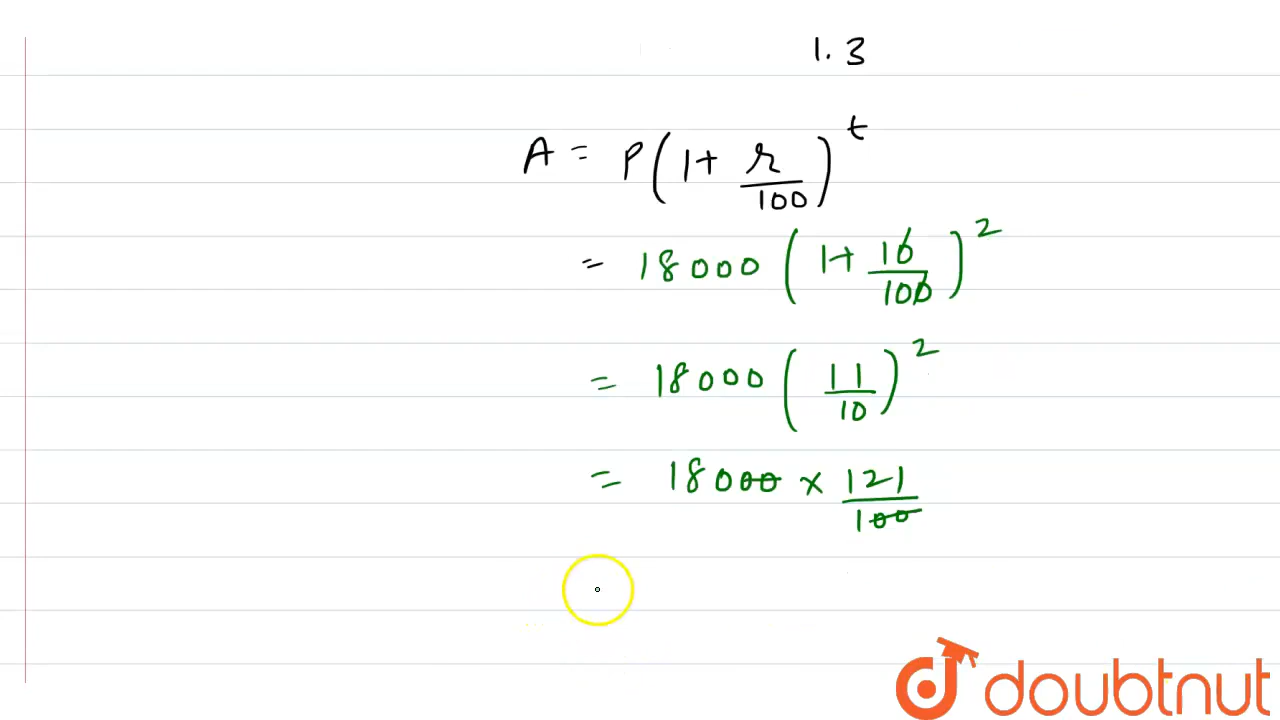 1.3
A = P(1+ r/100)^t
= 18000 (1+ 10/100)^2
= 18000 (11/10)^2
= 18000 × 121/100
doubtnut